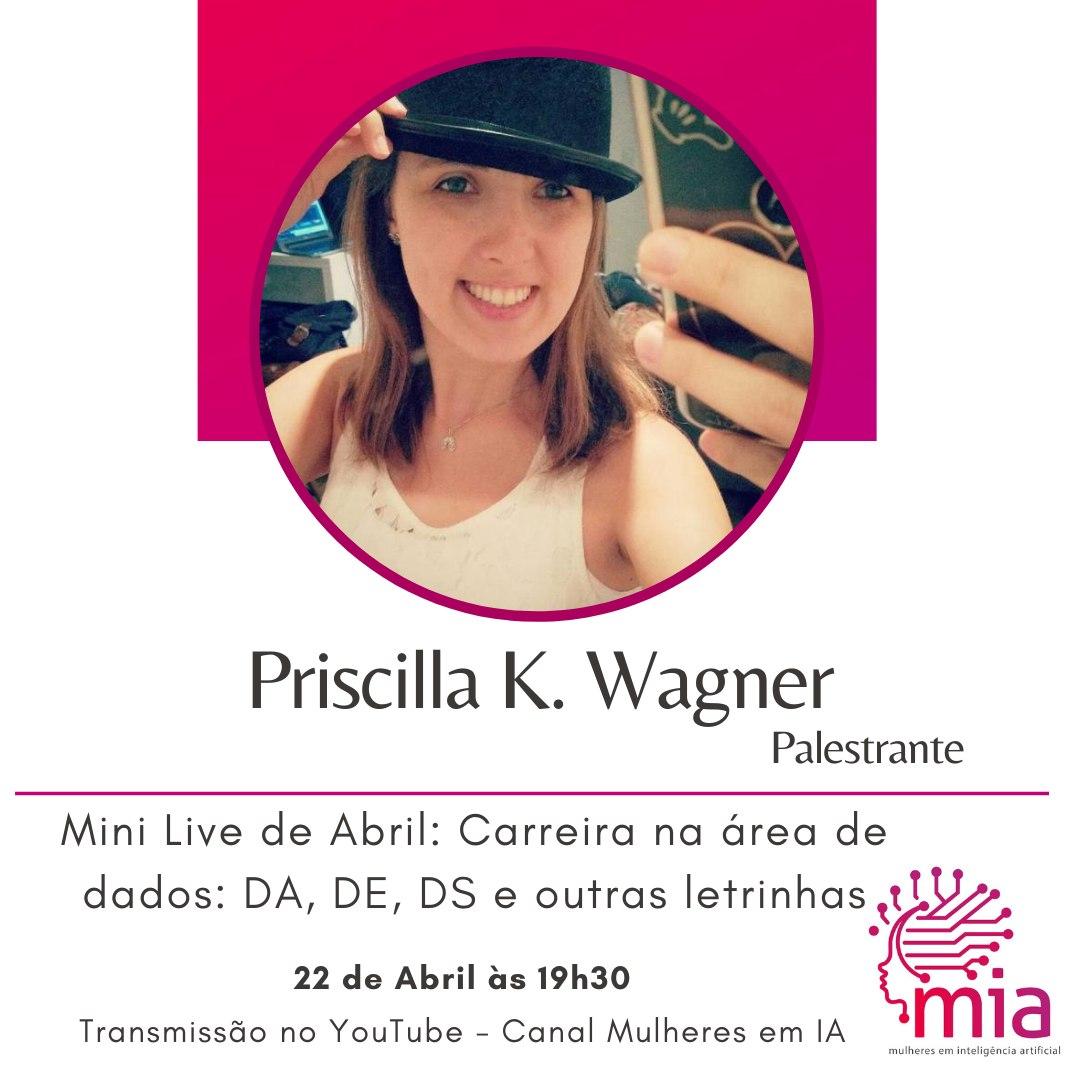 Priscilla K. Wagner
Palestrante
Mini Live de Abril: Carreira na área de
dados: DA, DE, DS e outras letrinhas
22 de Abril às 19h30
Transmissão no YouTube - Canal Mulheres em IA
mia
mulheres em inteligência artificial